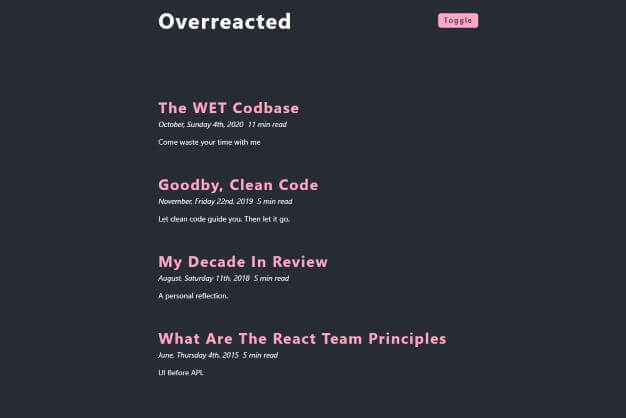 Overreacted
Toggle
The WET Codbase
October, Sunday 4th, 2020 11 min read
Come waste your time with me
Goodby, Clean Code
November, Friday 22nd, 2019 5 min read
Let clean code guide you. Then let it go.
My Decade In Review
August, Saturday 11th, 2018 5 min read
A personal reflection.
What Are The React Team Principles
June, Thursday 4th, 2015 5 min read
UI Before API.